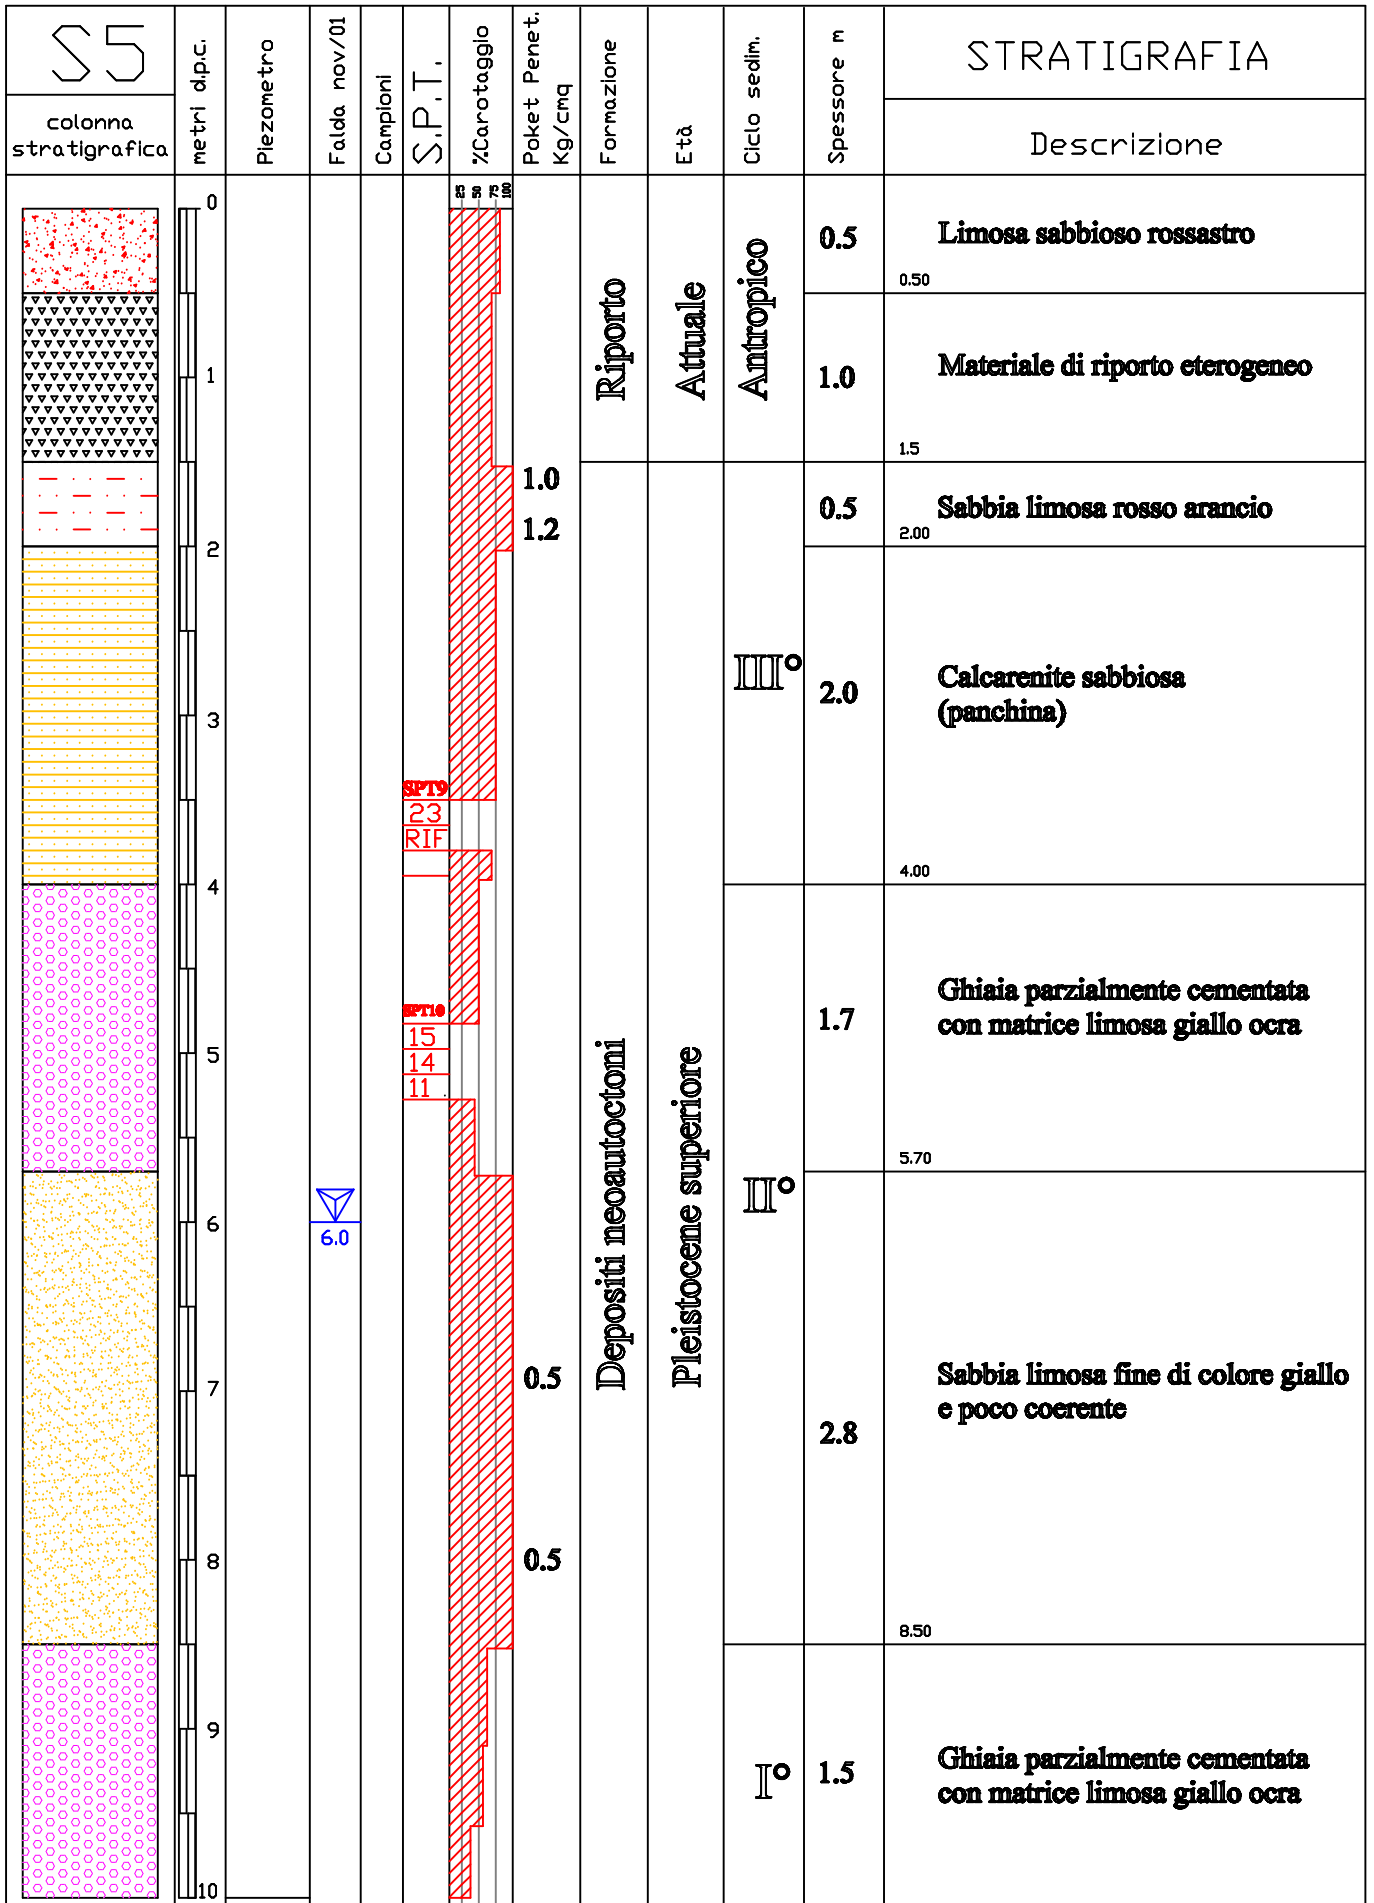 S5
colonna
stratigrafica
metri d.p.c.
Piezometro
Falda nov/01
Campioni
S.P.T.
%Carotaggio
Poket Penet.
Kg/cmq
Formazione
Età
Ciclo sedim.
Spessore m
STRATIGRAFIA
Descrizione
25 50 75 100
0
1
2
3
4
5
6
7
8
9
10
6.0
SPT9
23
RIF
SPT10
15
14
11
1.0
1.2
0.5
0.5
Riporto
Depositi neoautoctoni
Attuale
Pleistocene superiore
Antropico
III°
II°
I°
0.5
Limosa sabbioso rossastro
0.50
1.0
Materiale di riporto eterogeneo
1.5
0.5
Sabbia limosa rosso arancio
2.00
2.0
Calcarenite sabbiosa
(panchina)
4.00
1.7
Ghiaia parzialmente cementata
con matrice limosa giallo ocra
5.70
2.8
Sabbia limosa fine di colore giallo
e poco coerente
8.50
1.5
Ghiaia parzialmente cementata
con matrice limosa giallo ocra